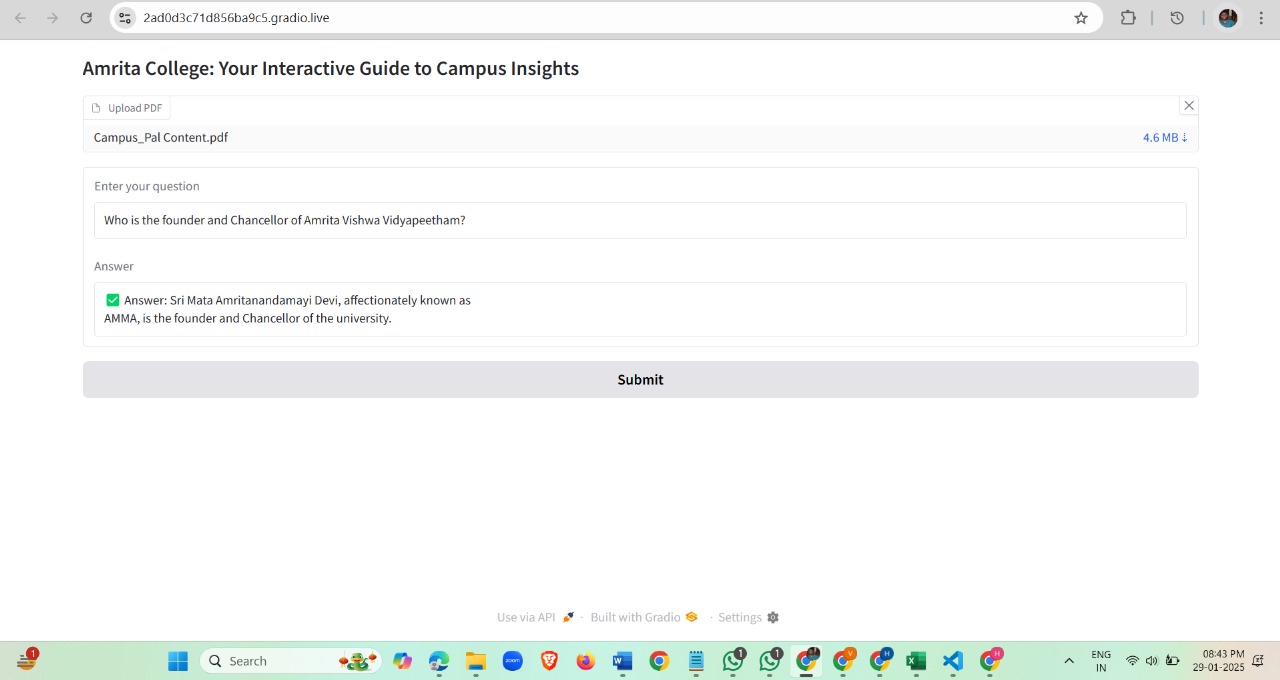 2ad0d3c71d856ba9c5.gradio.live
Amrita College: Your Interactive Guide to Campus Insights
Upload PDF
Campus_Pal Content.pdf
4.6 MB ↓
Enter your question
Who is the founder and Chancellor of Amrita Vishwa Vidyapeetham?
Answer
✅ Answer: Sri Mata Amritanandamayi Devi, affectionately known as
AMMA, is the founder and Chancellor of the university.
Submit
Use via API 🚀 · Built with Gradio · Settings ⚙️
1
Search
zoom
W
1
1
V
H
X
H
ENG
IN
08:43 PM
29-01-2025